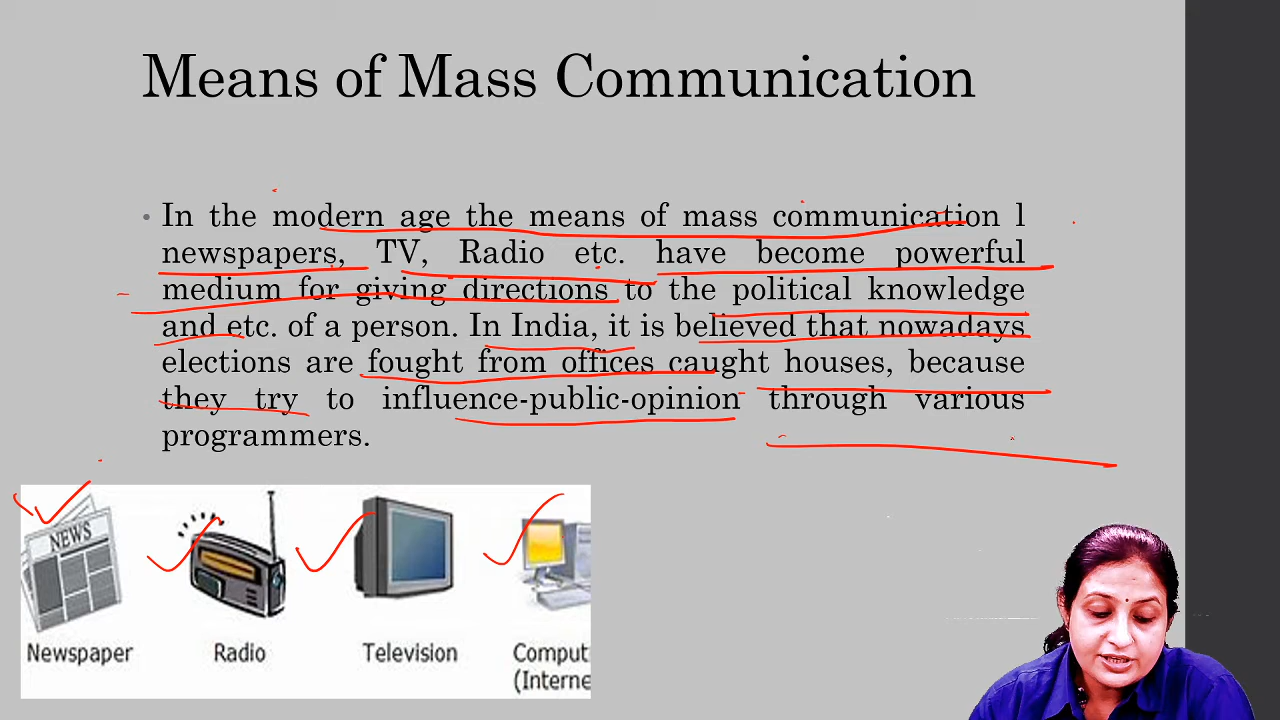 Means of Mass Communication
• In the modern age the means of mass communication l
newspapers, TV, Radio etc. have become powerful
medium for giving directions to the political knowledge
and etc. of a person. In India, it is believed that nowadays
elections are fought from offices caught houses, because
they try to influence-public-opinion through various
programmers.
NEWS
Newspaper Radio Television Comput
(Interne